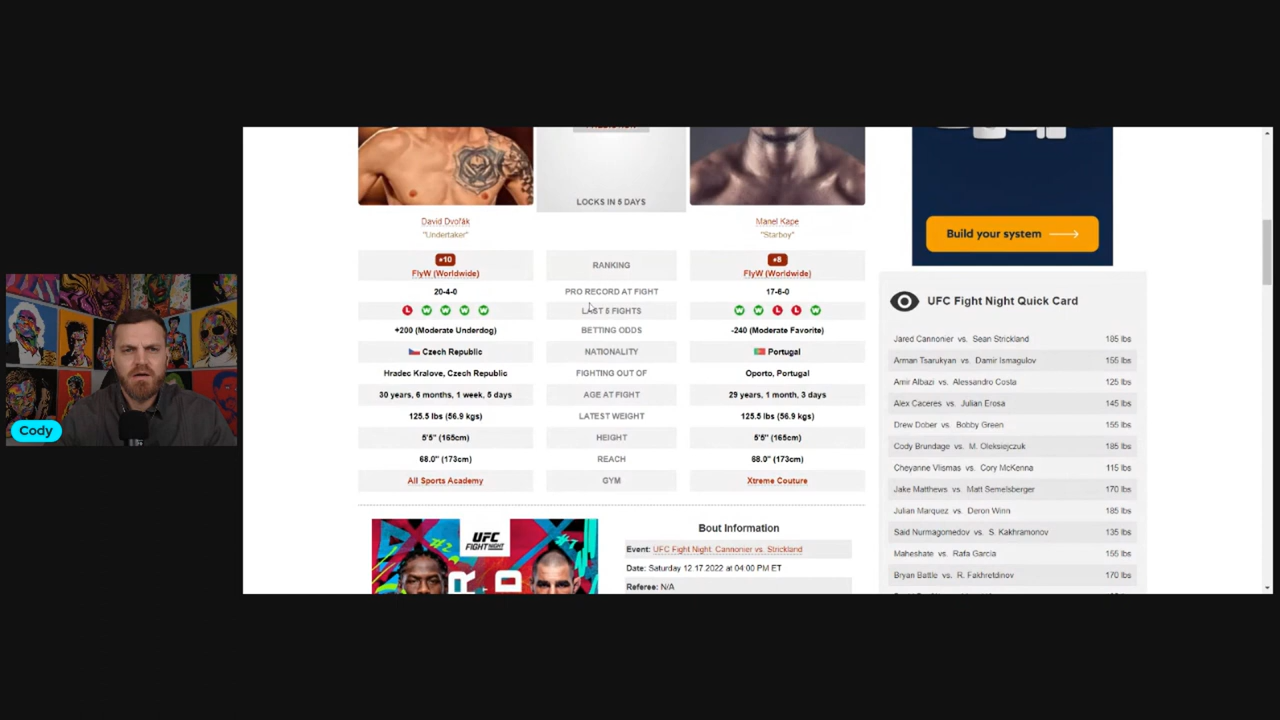 LOCKS IN 5 DAYS
David Dvořák
"Undertaker"
Manel Kape
"Starboy"
#10
FlyW (Worldwide)
RANKING
#8
FlyW (Worldwide)
20-4-0
PRO RECORD AT FIGHT
17-6-0
L W W W W
LAST 5 FIGHTS
W W L L W
+200 (Moderate Underdog)
BETTING ODDS
-240 (Moderate Favorite)
Czech Republic
NATIONALITY
Portugal
Hradec Kralove, Czech Republic
FIGHTING OUT OF
Oporto, Portugal
30 years, 6 months, 1 week, 5 days
AGE AT FIGHT
29 years, 1 month, 3 days
125.5 lbs (56.9 kgs)
LATEST WEIGHT
125.5 lbs (56.9 kgs)
5'5" (165cm)
HEIGHT
5'5" (165cm)
68.0" (173cm)
REACH
68.0" (173cm)
All Sports Academy
GYM
Xtreme Couture
UFC
FIGHT NIGHT
Bout Information
Event: UFC Fight Night: Cannonier vs. Strickland
Date: Saturday 12.17.2022 at 04:00 PM ET
Referee: N/A
Build your system
UFC Fight Night Quick Card
Jared Cannonier vs. Sean Strickland 185 lbs
Arman Tsarukyan vs. Damir Ismagulov 155 lbs
Amir Albazi vs. Alessandro Costa 125 lbs
Alex Caceres vs. Julian Erosa 145 lbs
Drew Dober vs. Bobby Green 155 lbs
Cody Brundage vs. M. Oleksiejczuk 185 lbs
Cheyanne Vlismas vs. Cory McKenna 115 lbs
Jake Matthews vs. Matt Semelsberger 170 lbs
Julian Marquez vs. Deron Winn 185 lbs
Said Nurmagomedov vs. S. Kakhramonov 135 lbs
Maheshate vs. Rafa Garcia 155 lbs
Bryan Battle vs. R. Fakhretdinov 170 lbs
Cody